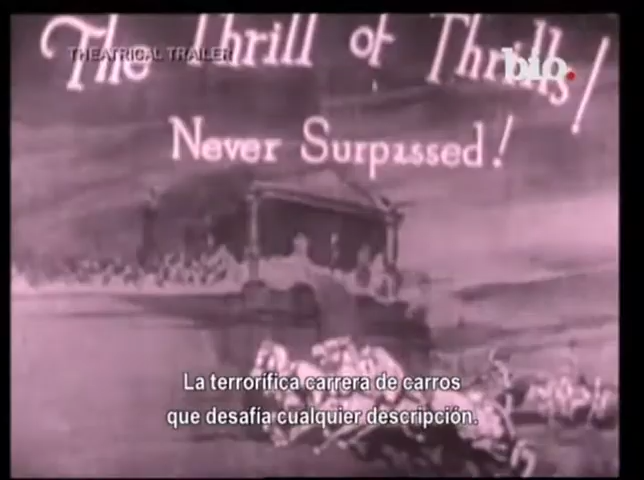 The Thrill of Thrills!
THEATRICAL TRAILER
bio.
Never Surpassed!
La terrorífica carrera de carros
que desafía cualquier descripción.